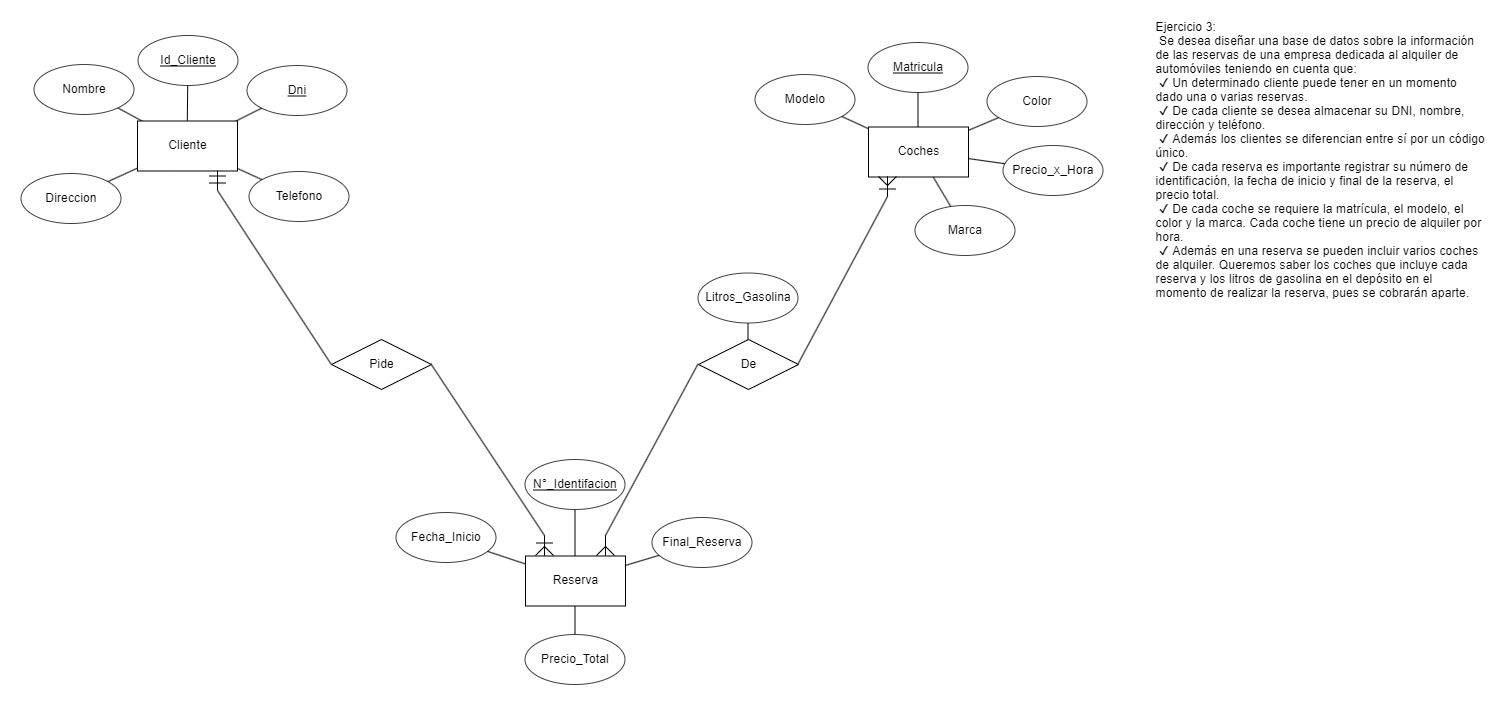 Ejercicio 3:
Se desea diseñar una base de datos sobre la información
de las reservas de una empresa dedicada al alquiler de
automóviles teniendo en cuenta que:
✓ Un determinado cliente puede tener en un momento
dado una o varias reservas.
✓ De cada cliente se desea almacenar su DNI, nombre,
dirección y teléfono.
✓ Además los clientes se diferencian entre sí por un código
único.
✓ De cada reserva es importante registrar su número de
identificación, la fecha de inicio y final de la reserva, el
precio total.
✓ De cada coche se requiere la matrícula, el modelo, el
color y la marca. Cada coche tiene un precio de alquiler por
hora.
✓ Además en una reserva se pueden incluir varios coches
de alquiler. Queremos saber los coches que incluye cada
reserva y los litros de gasolina en el depósito en el
momento de realizar la reserva, pues se cobrarán aparte.
Id_Cliente
Nombre
Dni
Cliente
Direccion
Telefono
Matricula
Modelo
Color
Coches
Precio_x_Hora
Marca
Litros_Gasolina
Pide
De
N°_Identifacion
Fecha_Inicio
Final_Reserva
Reserva
Precio_Total